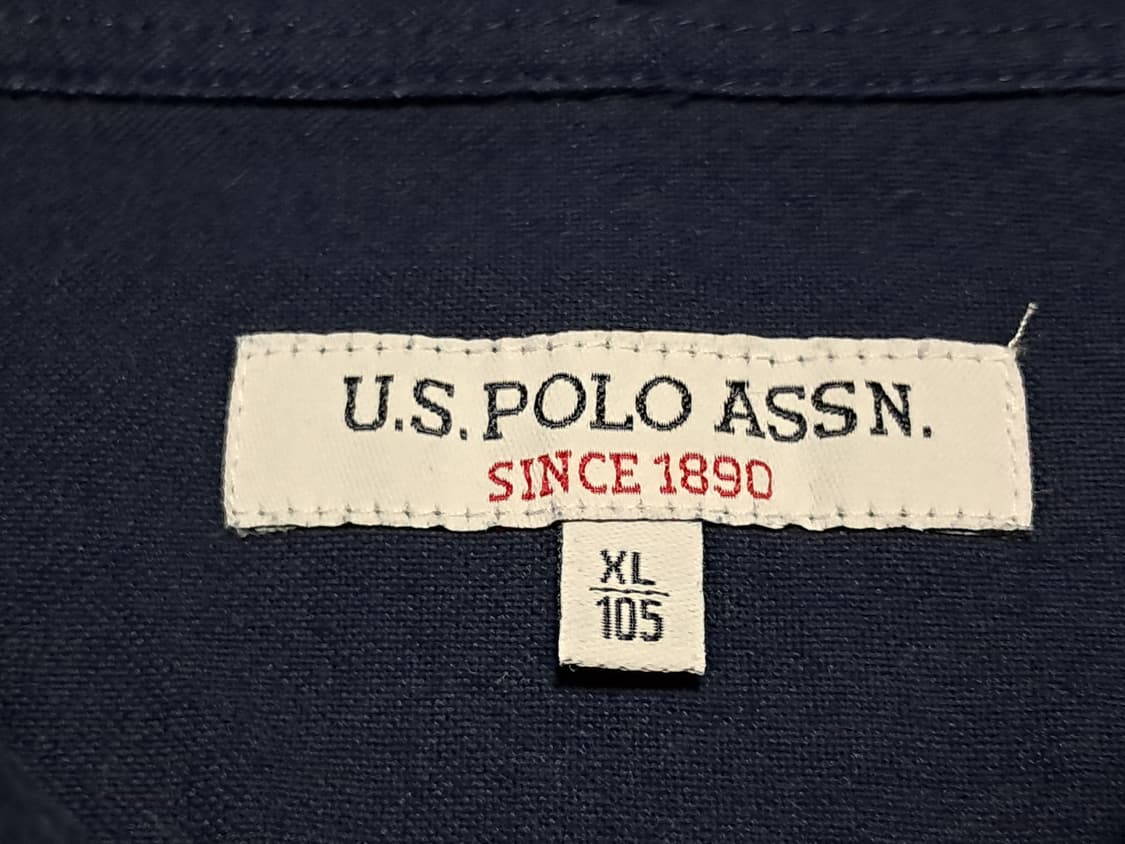 U.S. POLO ASSN.
SINCE 1890
XL
105